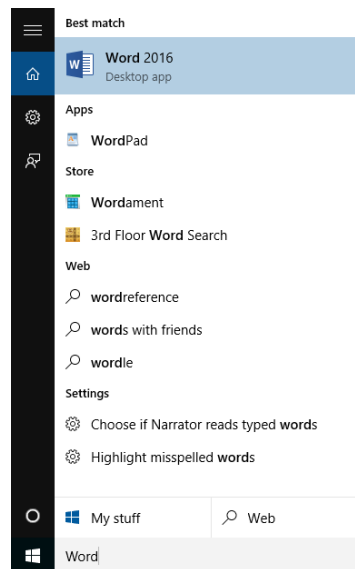 Best match
Word 2016
Desktop app
Apps
WordPad
Store
Wordament
3rd Floor Word Search
Web
wordreference
words with friends
wordle
Settings
Choose if Narrator reads typed words
Highlight misspelled words
My stuff
Web
Word